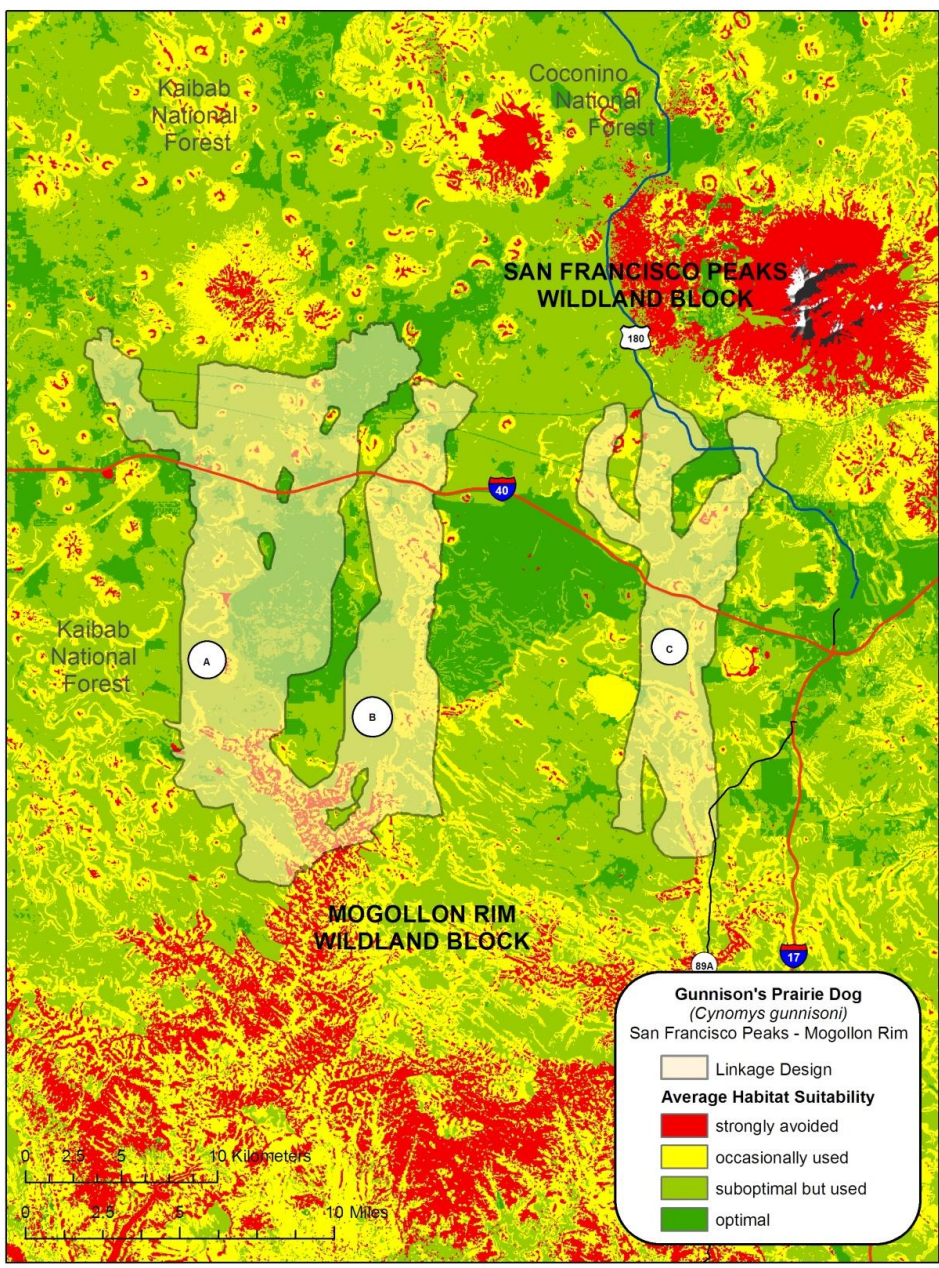 Kaibab
National
Forest
Coconino
National
Forest
SAN FRANCISCO PEAKS
WILDLAND BLOCK
180
40
Kaibab
National
Forest
A
B
C
MOGOLLON RIM
WILDLAND BLOCK
89A
17
Gunnison's Prairie Dog
(Cynomys gunnisoni)
San Francisco Peaks - Mogollon Rim
Linkage Design
Average Habitat Suitability
strongly avoided
occasionally used
suboptimal but used
optimal
0 2.5 5 10 Kilometers
0 2.5 5 10 Miles